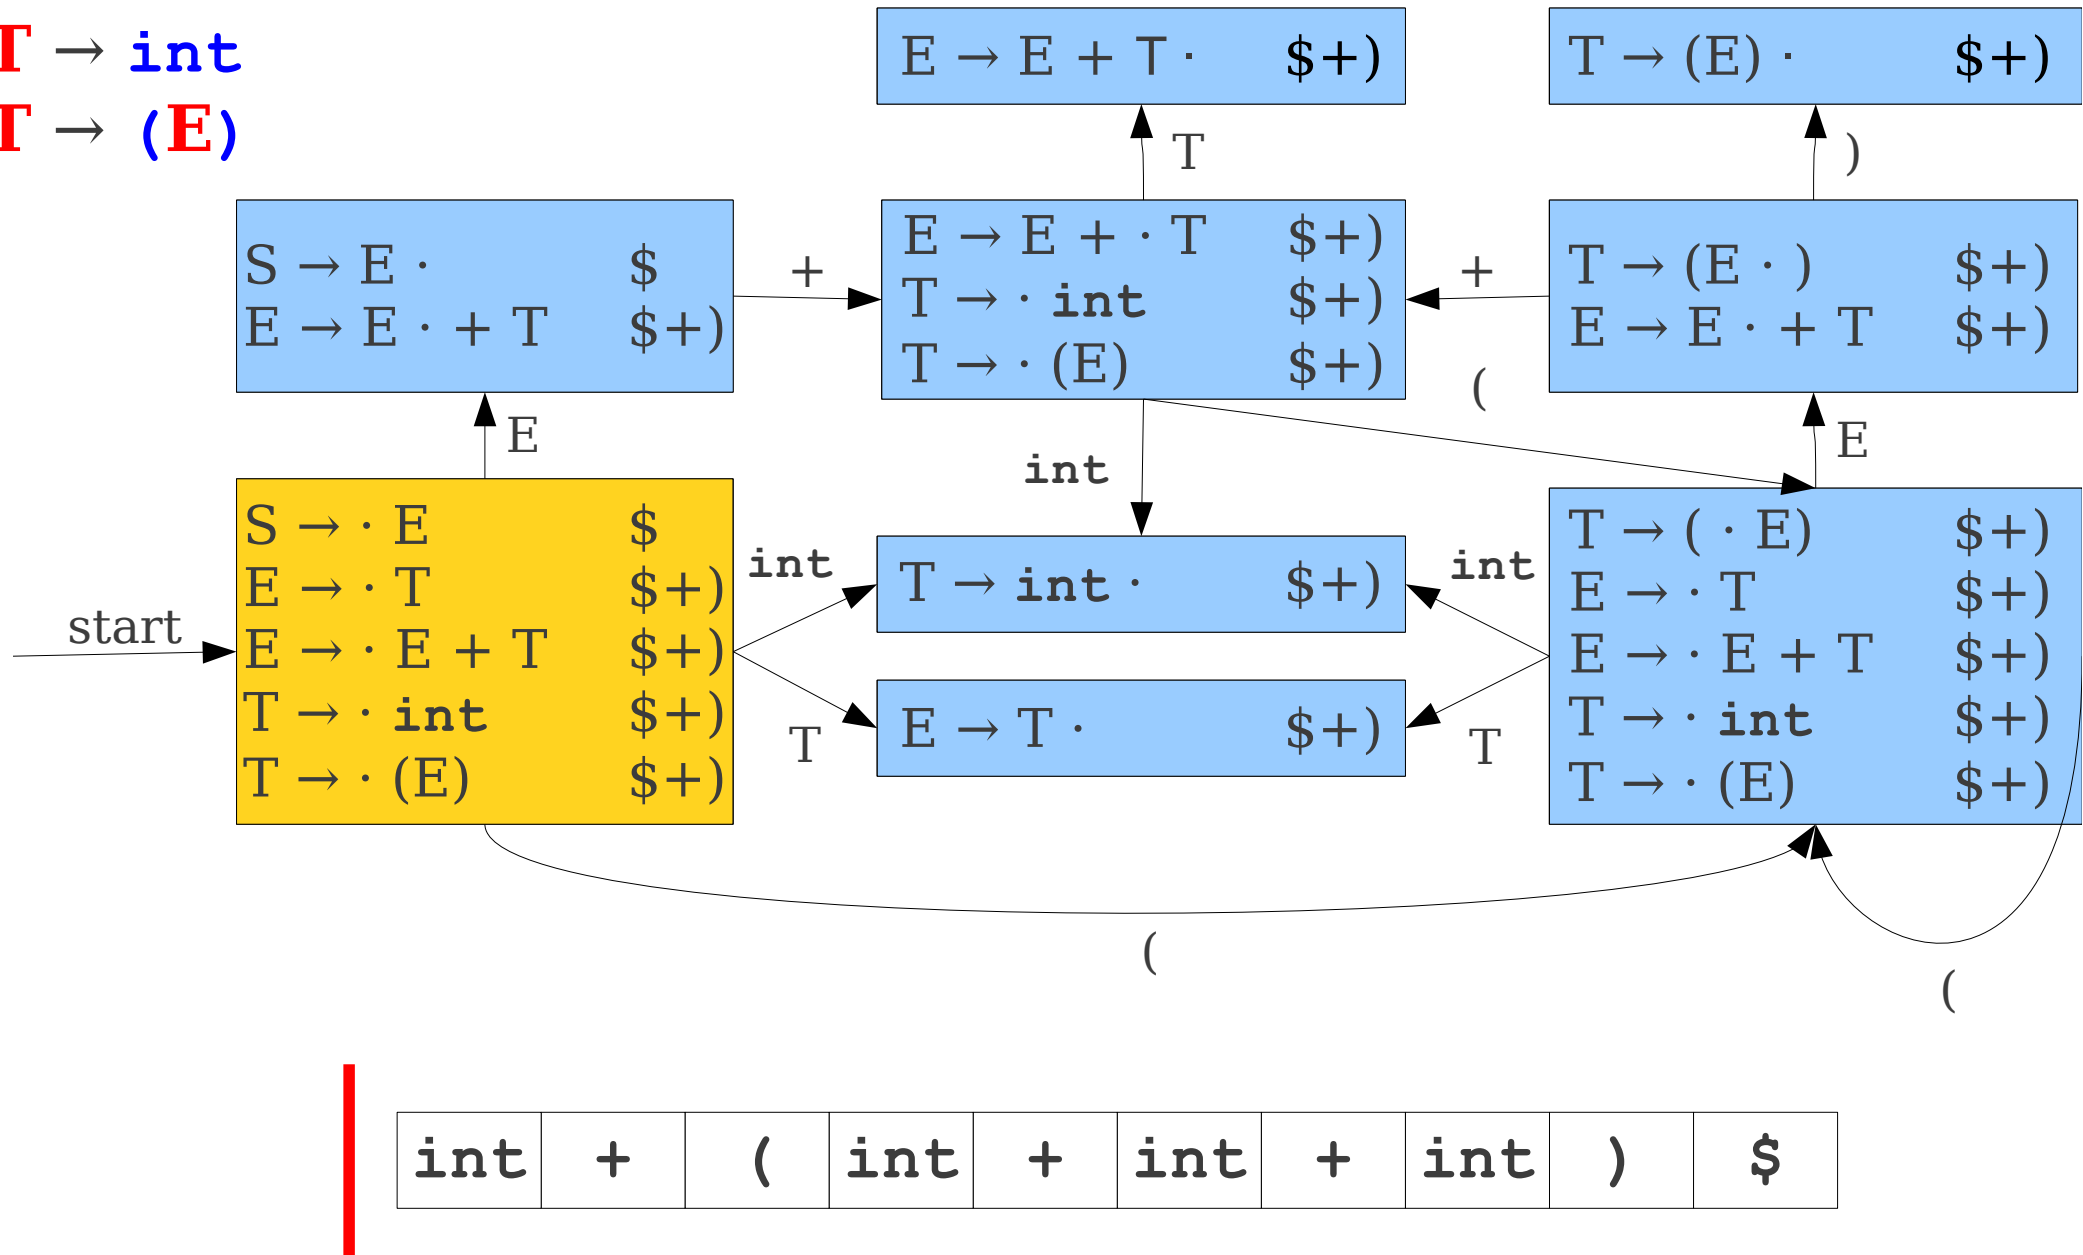 T → int
T → (E)
E → E + T · $+)
T → (E) · $+)
T
)
S → E · $
E → E · + T $+)
+
E → E + · T $+)
T → · int $+)
T → · (E) $+)
+
T → (E · ) $+)
E → E · + T $+)
(
E
E
int
start
S → · E $
E → · T $+)
E → · E + T $+)
T → · int $+)
T → · (E) $+)
int
T → int · $+)
int
T
E → T · $+)
T
T → ( · E) $+)
E → · T $+)
E → · E + T $+)
T → · int $+)
T → · (E) $+)
(
(
int + ( int + int + int ) $